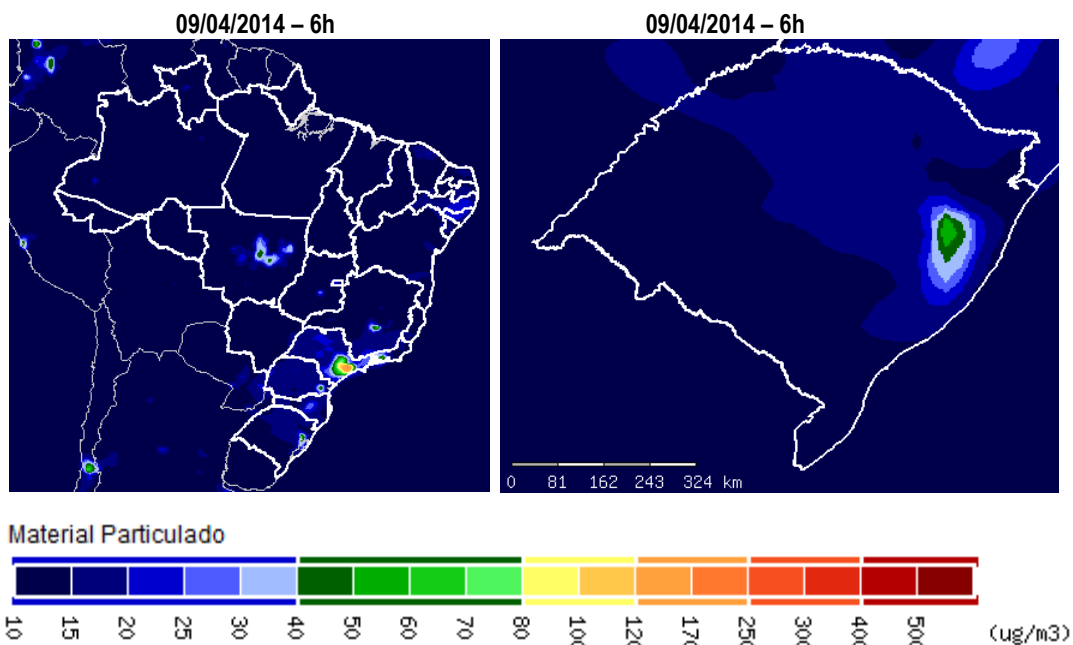 09/04/2014 – 6h
09/04/2014 – 6h
0 81 162 243 324 km
Material Particulado
10 15 20 25 30 40 50 60 70 80 100 120 170 250 300 400 500 (ug/m3)